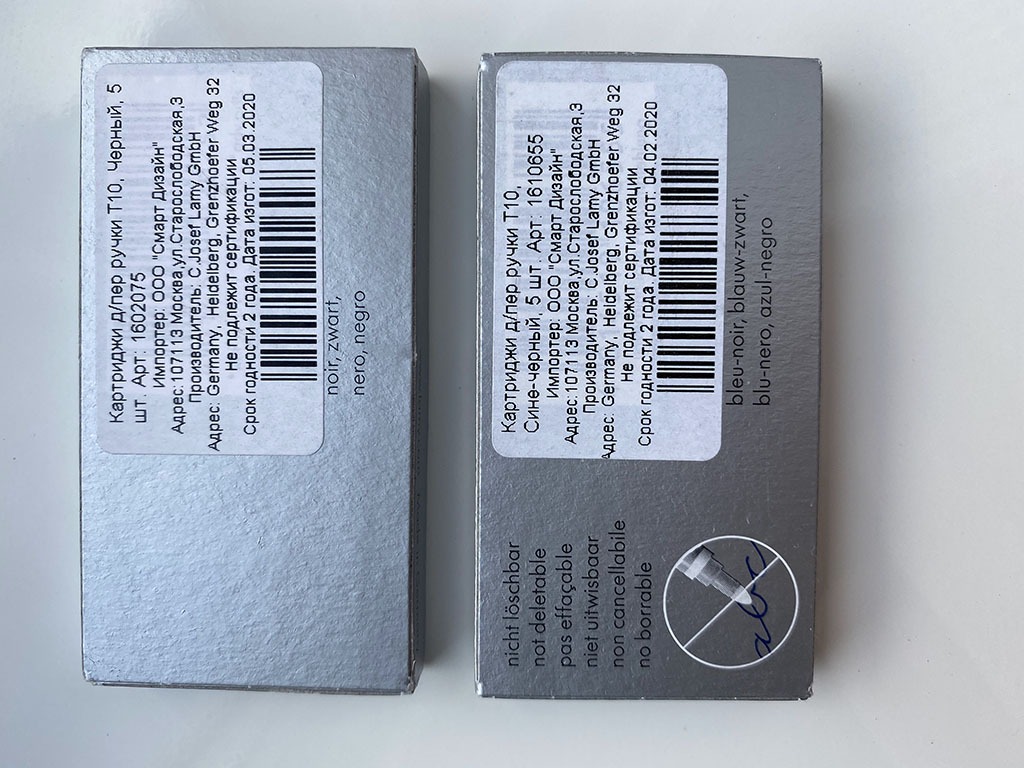 Картриджи д/пер ручки T10, Черный, 5
шт. Арт: 1602075
Импортер: ООО "Смарт Дизайн"
Адрес:107113 Москва,ул.Старослободская,3
Производитель: C.Josef Lamy GmbH
Адрес: Germany, Heidelberg, Grenzhoefer Weg 32
Не подлежит сертификации
Срок годности 2 года. Дата изгот: 05.03.2020
noir, zwart,
nero, negro
Картриджи д/пер ручки T10,
Сине-черный, 5 шт. Арт: 1610655
Импортер: ООО "Смарт Дизайн"
Адрес:107113 Москва,ул.Старослободская,3
Производитель: C.Josef Lamy GmbH
Адрес: Germany, Heidelberg, Grenzhoefer Weg 32
Не подлежит сертификации
Срок годности 2 года. Дата изгот: 04.02.2020
bleu-noir, blauw-zwart,
blu-nero, azul-negro
nicht löschbar
not deletable
pas effaçable
niet uitwisbaar
non cancellabile
no borrable
abc